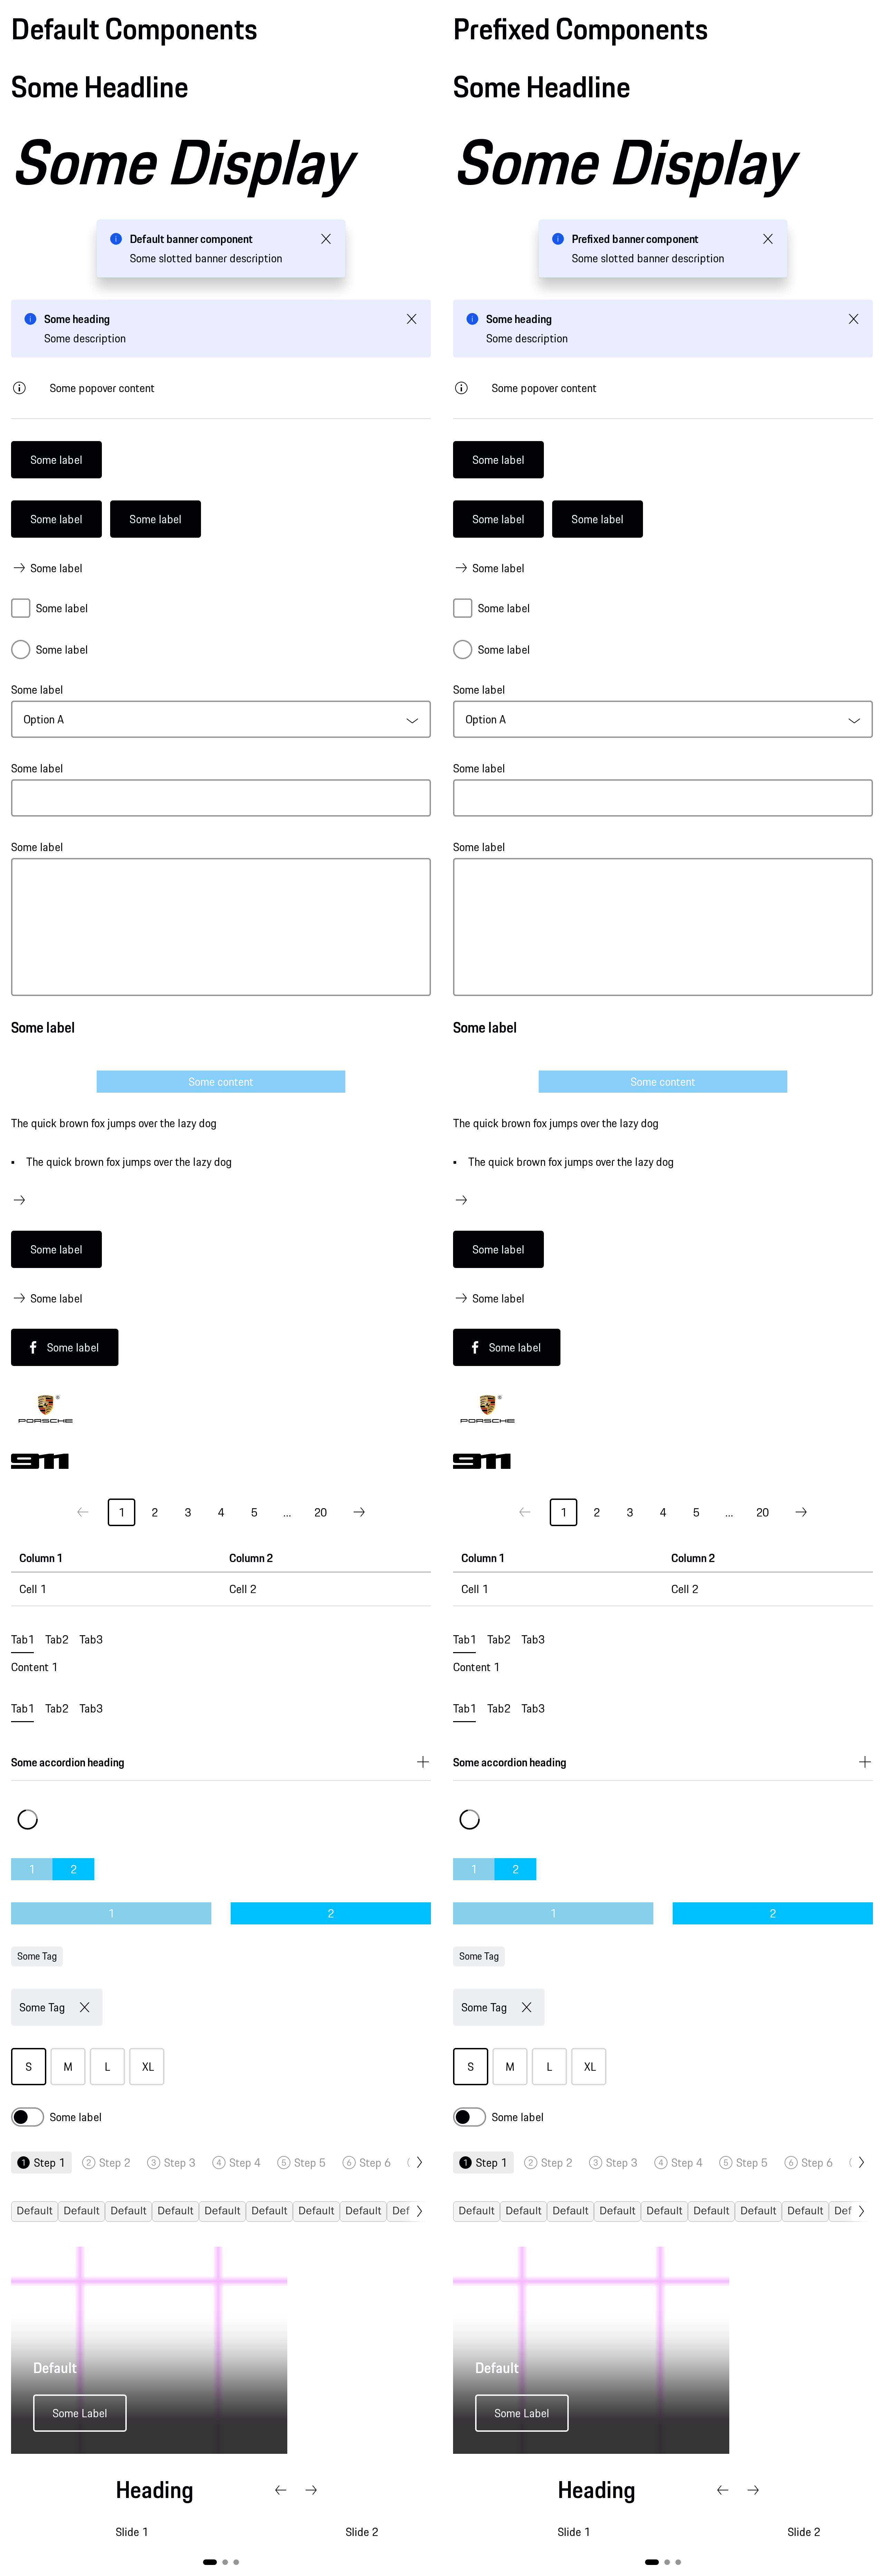 Default Components
Some Headline
Some Display
Default banner component
Some slotted banner description
Some heading
Some description
Some popover content
Some label
Some label Some label
Some label
Some label
Some label
Some label
Option A
Some label
Some label
Some label
Some content
The quick brown fox jumps over the lazy dog
• The quick brown fox jumps over the lazy dog
Some label
Some label
Some label
PORSCHE
911
1 2 3 4 5 ... 20
Column 1 Column 2
Cell 1 Cell 2
Tab1 Tab2 Tab3
Content 1
Tab1 Tab2 Tab3
Some accordion heading
1 2
1 2
Some Tag
Some Tag
S M L XL
Some label
1 Step 1 2 Step 2 3 Step 3 4 Step 4 5 Step 5 6 Step 6
Default Default Default Default Default Default Default Default Def
Default
Some Label
Heading
Slide 1 Slide 2
Prefixed Components
Some Headline
Some Display
Prefixed banner component
Some slotted banner description
Some heading
Some description
Some popover content
Some label
Some label Some label
Some label
Some label
Some label
Some label
Option A
Some label
Some label
Some label
Some content
The quick brown fox jumps over the lazy dog
• The quick brown fox jumps over the lazy dog
Some label
Some label
Some label
PORSCHE
911
1 2 3 4 5 ... 20
Column 1 Column 2
Cell 1 Cell 2
Tab1 Tab2 Tab3
Content 1
Tab1 Tab2 Tab3
Some accordion heading
1 2
1 2
Some Tag
Some Tag
S M L XL
Some label
1 Step 1 2 Step 2 3 Step 3 4 Step 4 5 Step 5 6 Step 6
Default Default Default Default Default Default Default Default Def
Default
Some Label
Heading
Slide 1 Slide 2